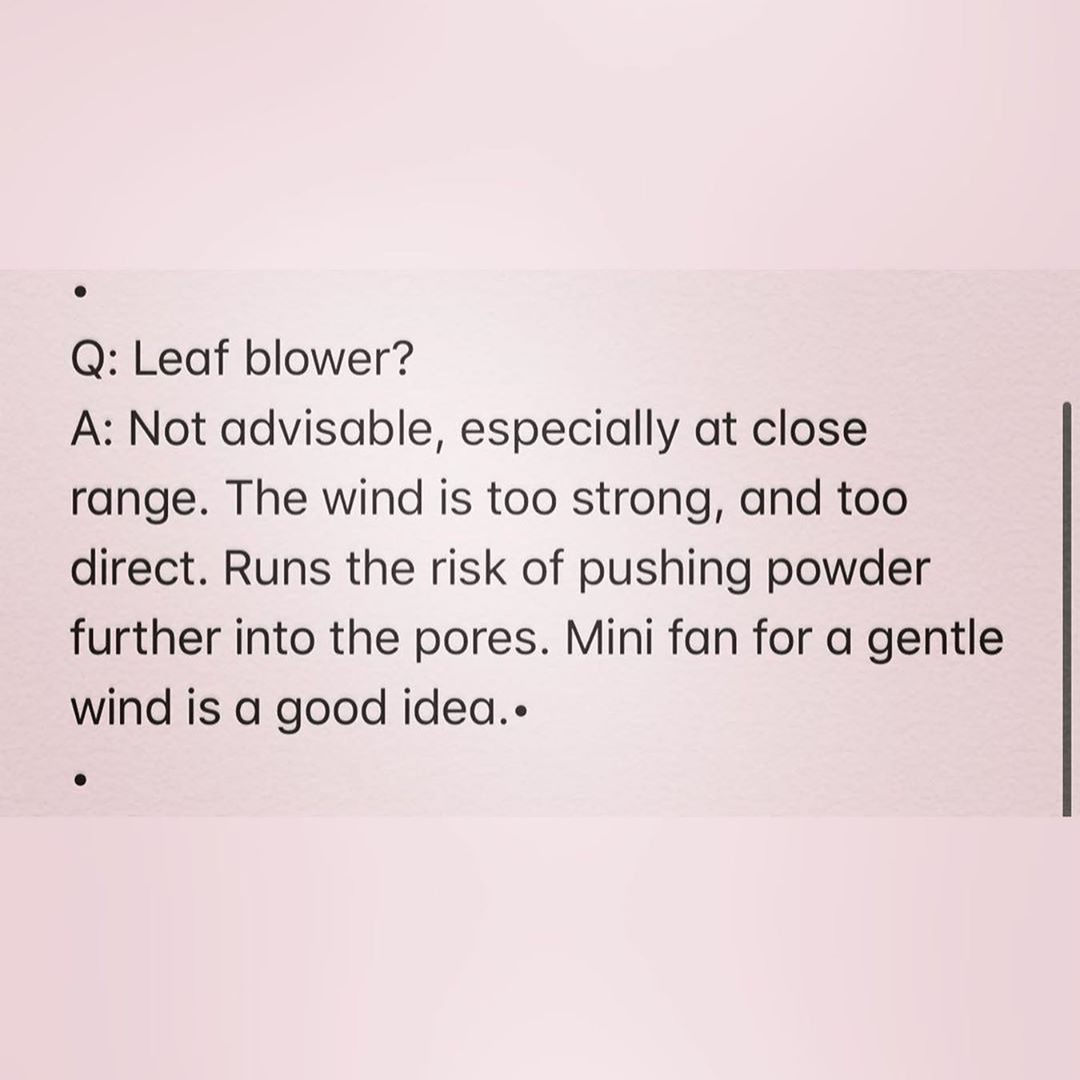 •
Q: Leaf blower?
A: Not advisable, especially at close
range. The wind is too strong, and too
direct. Runs the risk of pushing powder
further into the pores. Mini fan for a gentle
wind is a good idea.•
•